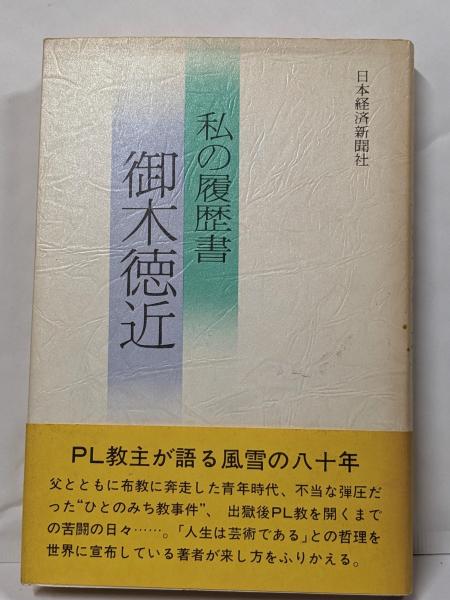 日本経済新聞社
私の履歴書
御木徳近
PL教主が語る風雪の八十年
父とともに布教に奔走した青年時代、不当な弾圧だ
った“ひとのみち教事件”、出獄後PL教を開くまで
の苦闘の日々……。「人生は芸術である」との哲理を
世界に宣布している著者が来し方をふりかえる。